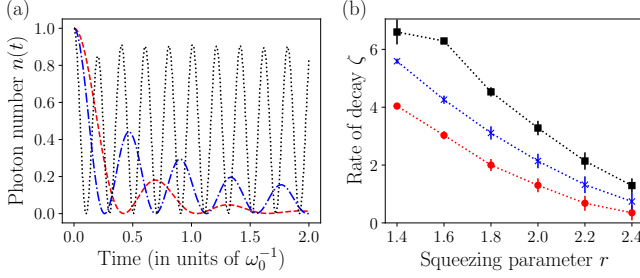 (a)
Photon number n(t)
1.0
0.8
0.6
0.4
0.2
0.0
0.0 0.5 1.0 1.5 2.0
Time (in units of ω₀⁻¹)
(b)
Rate of decay ζ
6
4
2
0
1.4 1.6 1.8 2.0 2.2 2.4
Squeezing parameter r